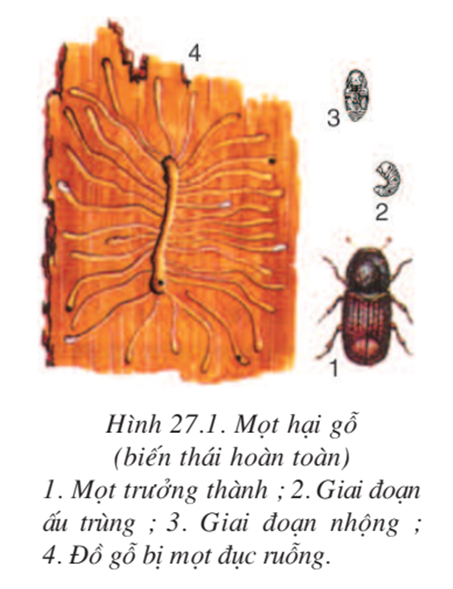 4
3
2
1
Hình 27.1. Mọt hại gỗ
(biến thái hoàn toàn)
1. Mọt trưởng thành ; 2. Giai đoạn
ấu trùng ; 3. Giai đoạn nhộng ;
4. Đồ gỗ bị mọt đục ruỗng.